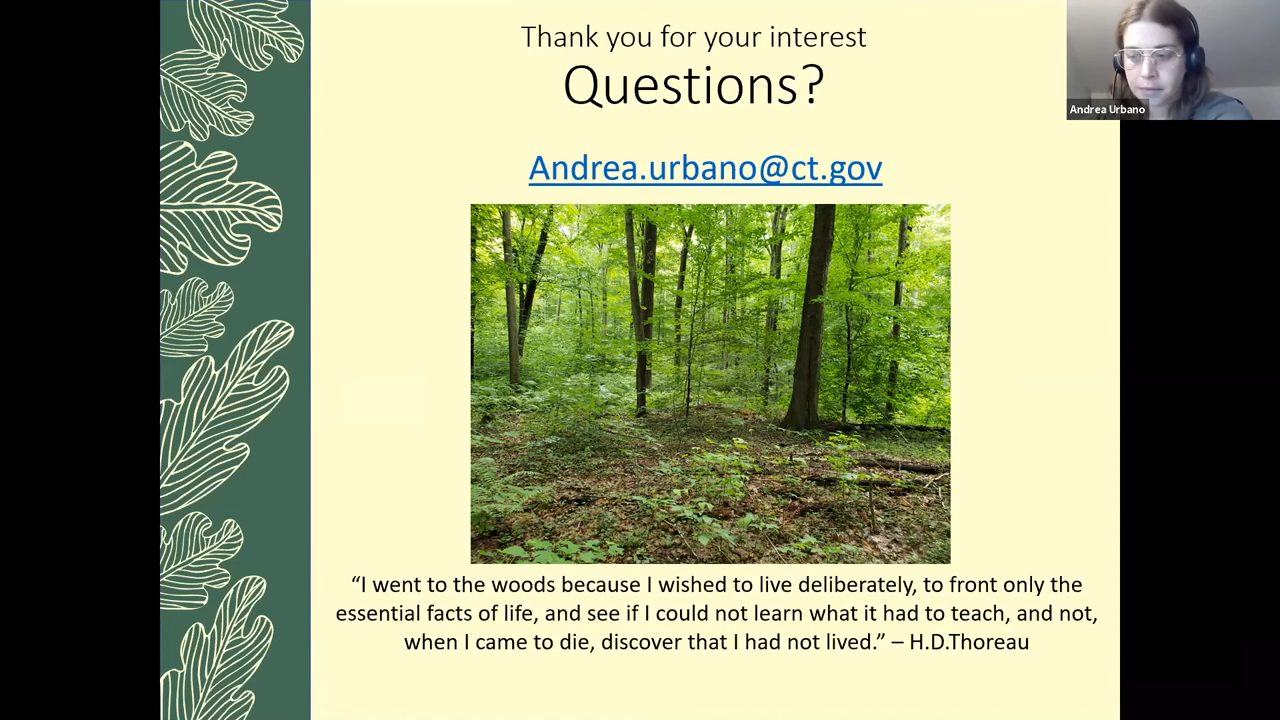 Thank you for your interest
Questions?
Andrea Urbano
Andrea.urbano@ct.gov
“I went to the woods because I wished to live deliberately, to front only the
essential facts of life, and see if I could not learn what it had to teach, and not,
when I came to die, discover that I had not lived.” – H.D.Thoreau